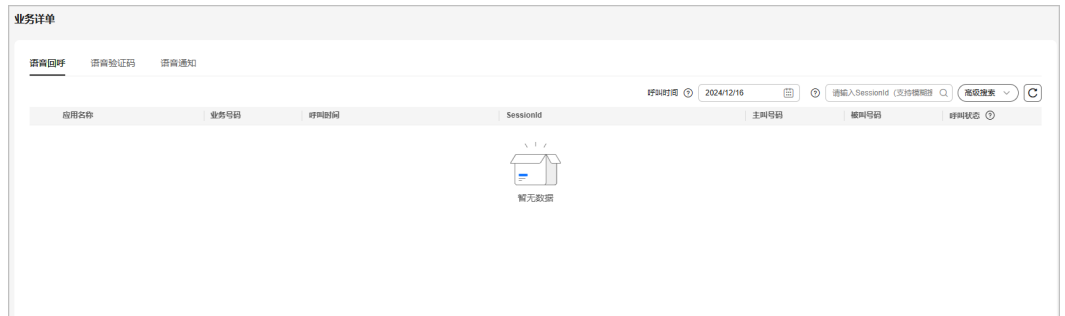 业务详单
语音回呼 语音验证码 语音通知
呼叫时间 2024/12/16 请输入SessionId（支持模糊搜 高级搜索
应用名称 业务号码 呼叫时间 SessionId 主叫号码 被叫号码 呼叫状态
暂无数据